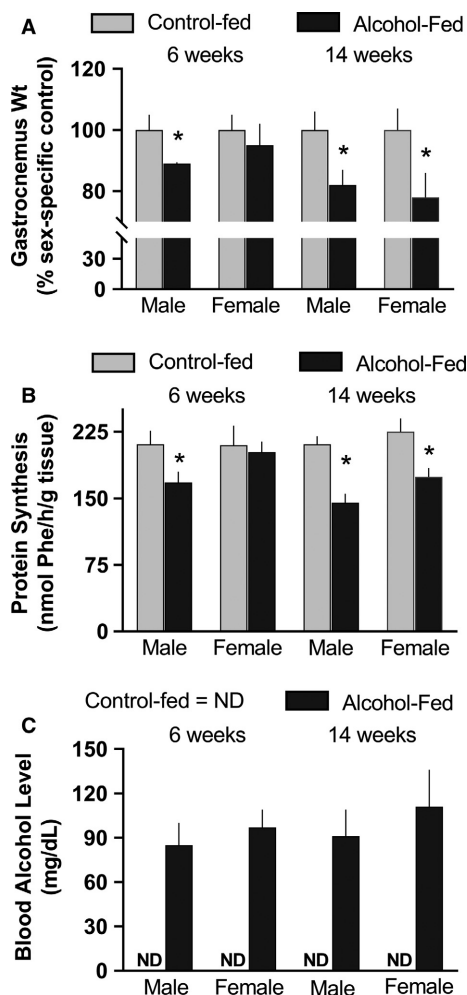 A
Control-fed
Alcohol-Fed
6 weeks
14 weeks
Gastrocnemus Wt
(% sex-specific control)
120
100
80
30
0
*
*
*
Male
Female
Male
Female
Control-fed
Alcohol-Fed
B
6 weeks
14 weeks
Protein Synthesis
(nmol Phe/h/g tissue)
225
150
75
0
*
*
*
Male
Female
Male
Female
Control-fed = ND
Alcohol-Fed
C
6 weeks
14 weeks
Blood Alcohol Level
(mg/dL)
150
120
90
60
30
0
ND
ND
ND
ND
Male
Female
Male
Female